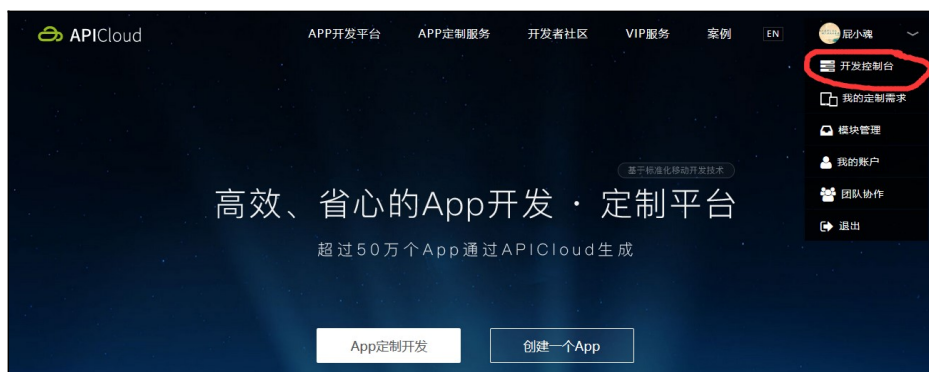 APICloud
APP开发平台 APP定制服务 开发者社区 VIP服务 案例 EN 屁小魂
开发控制台
我的定制需求
模块管理
我的账户
团队协作
退出
基于标准化移动开发技术
高效、省心的App开发 · 定制平台
超过50万个App通过APICloud生成
App定制开发 创建一个App